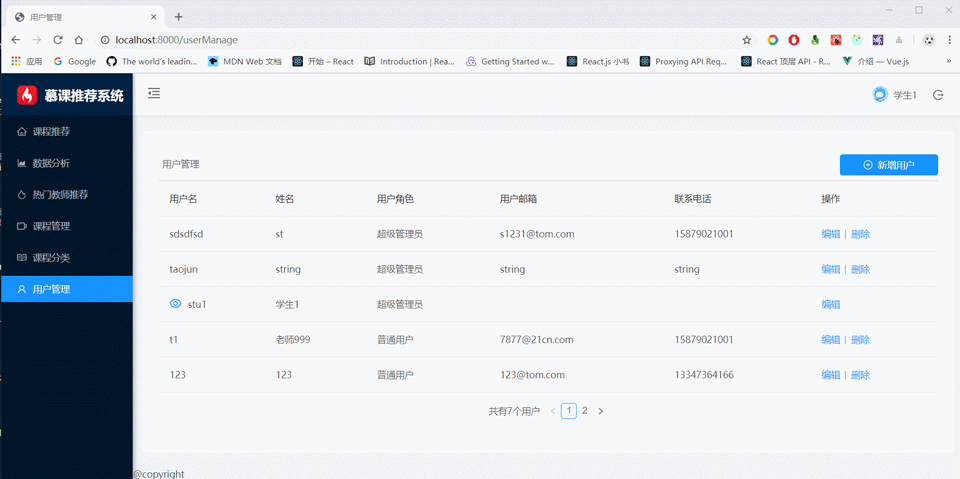 用户管理
localhost:8000/userManage
应用 Google The world's leadin... MDN Web 文档 开始 – React Introduction | Rea... Getting Started w... React.js 小书 Proxying API Req... React 顶层 API - R... 介绍 — Vue.js »
慕课推荐系统
学生1
课程推荐
数据分析
热门教师推荐
课程管理
课程分类
用户管理
用户管理 新增用户
用户名 姓名 用户角色 用户邮箱 联系电话 操作
sdsdfsd st 超级管理员 s1231@tom.com 15879021001 编辑 | 删除
taojun string 超级管理员 string string 编辑 | 删除
stu1 学生1 超级管理员 编辑
t1 老师999 普通用户 7877@21cn.com 15879021001 编辑 | 删除
123 123 普通用户 123@tom.com 13347364166 编辑 | 删除
共有7个用户 < 1 2 >
@copyright